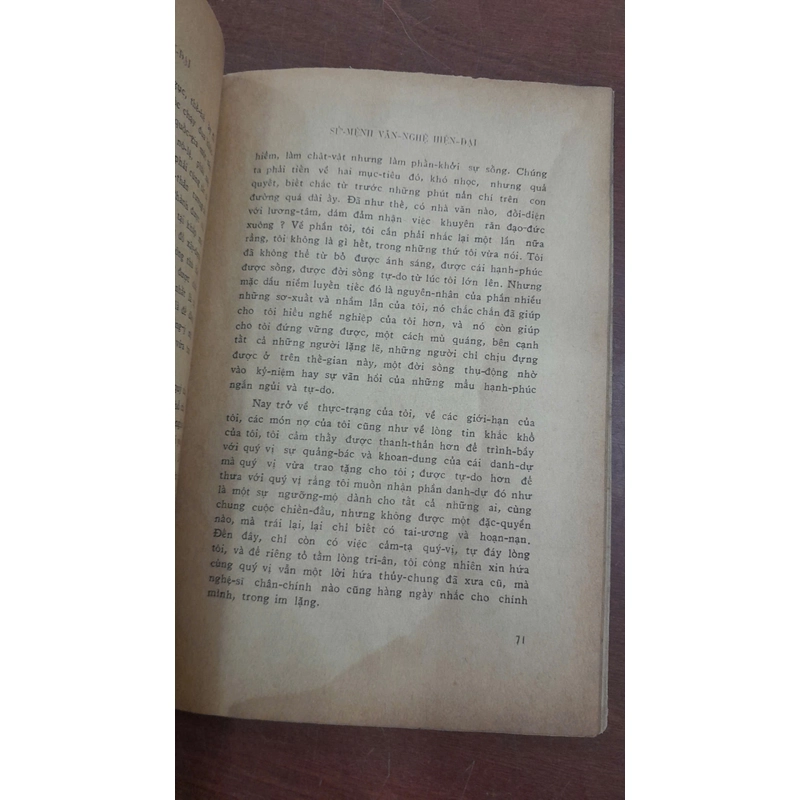 SỨ-MỆNH VĂN-NGHỆ HIỆN-ĐẠI
hiểm, làm chật-vật nhưng làm phấn-khởi sự sống. Chúng
ta phải tiến về hai mục-tiêu đó, khó nhọc, nhưng quả
quyết, biết chắc từ trước những phút nản chí trên con
đường quá dài ấy. Đã như thế, có nhà văn nào, đối-diện
với lương-tâm, dám đảm nhận việc khuyên răn đạo-đức
xuông ? Về phần tôi, tôi cần phải nhắc lại một lần nữa
rằng, tôi không là gì hết, trong những thứ tôi vừa nói. Tôi
đã không thể từ bỏ được ánh sáng, được cái hạnh-phúc
được sống, được đời sống tự-do từ lúc tôi lớn lên. Nhưng
mặc dầu niềm luyến tiếc đó là nguyên-nhân của phần nhiều
những sơ-xuất và nhầm lẫn của tôi, nó chắc chắn đã giúp
cho tôi hiểu nghề nghiệp của tôi hơn, và nó còn giúp
cho tôi đứng vững được, một cách mù quáng, bên cạnh
tất cả những người lặng lẽ, những người chỉ chịu đựng
được ở trên thế-gian này, một đời sống thụ-động nhờ
vào kỷ-niệm hay sự vãn hồi của những mẩu hạnh-phúc
ngắn ngủi và tự-do.
Nay trở về thực-trạng của tôi, về các giới-hạn của
tôi, các món nợ của tôi cũng như về lòng tin khắc khổ
của tôi, tôi cảm thấy được thanh-thản hơn để trình-bầy
với quý vị sự quảng-bác và khoan-dung của cái danh-dự
mà quý vị vừa trao tặng cho tôi ; được tự-do hơn để
thưa với quý vị rằng tôi muốn nhận phần danh-dự đó như
là một sự ngưỡng-mộ dành cho tất cả những ai, cùng
chung cuộc chiến-đấu, nhưng không được một đặc-quyền
nào, mà trái lại, lại chỉ biết có tai-ương và hoạn-nạn.
Đến đây, chỉ còn có việc cảm-tạ quý-vị, tự đáy lòng
tôi, và để riêng tỏ tấm lòng tri-ân, tôi công nhiên xin hứa
cùng quý vị vẫn một lời hứa thủy-chung đã xưa cũ, mà
nghệ-sĩ chân-chính nào cũng hàng ngày nhắc cho chính
mình, trong im lặng.
71